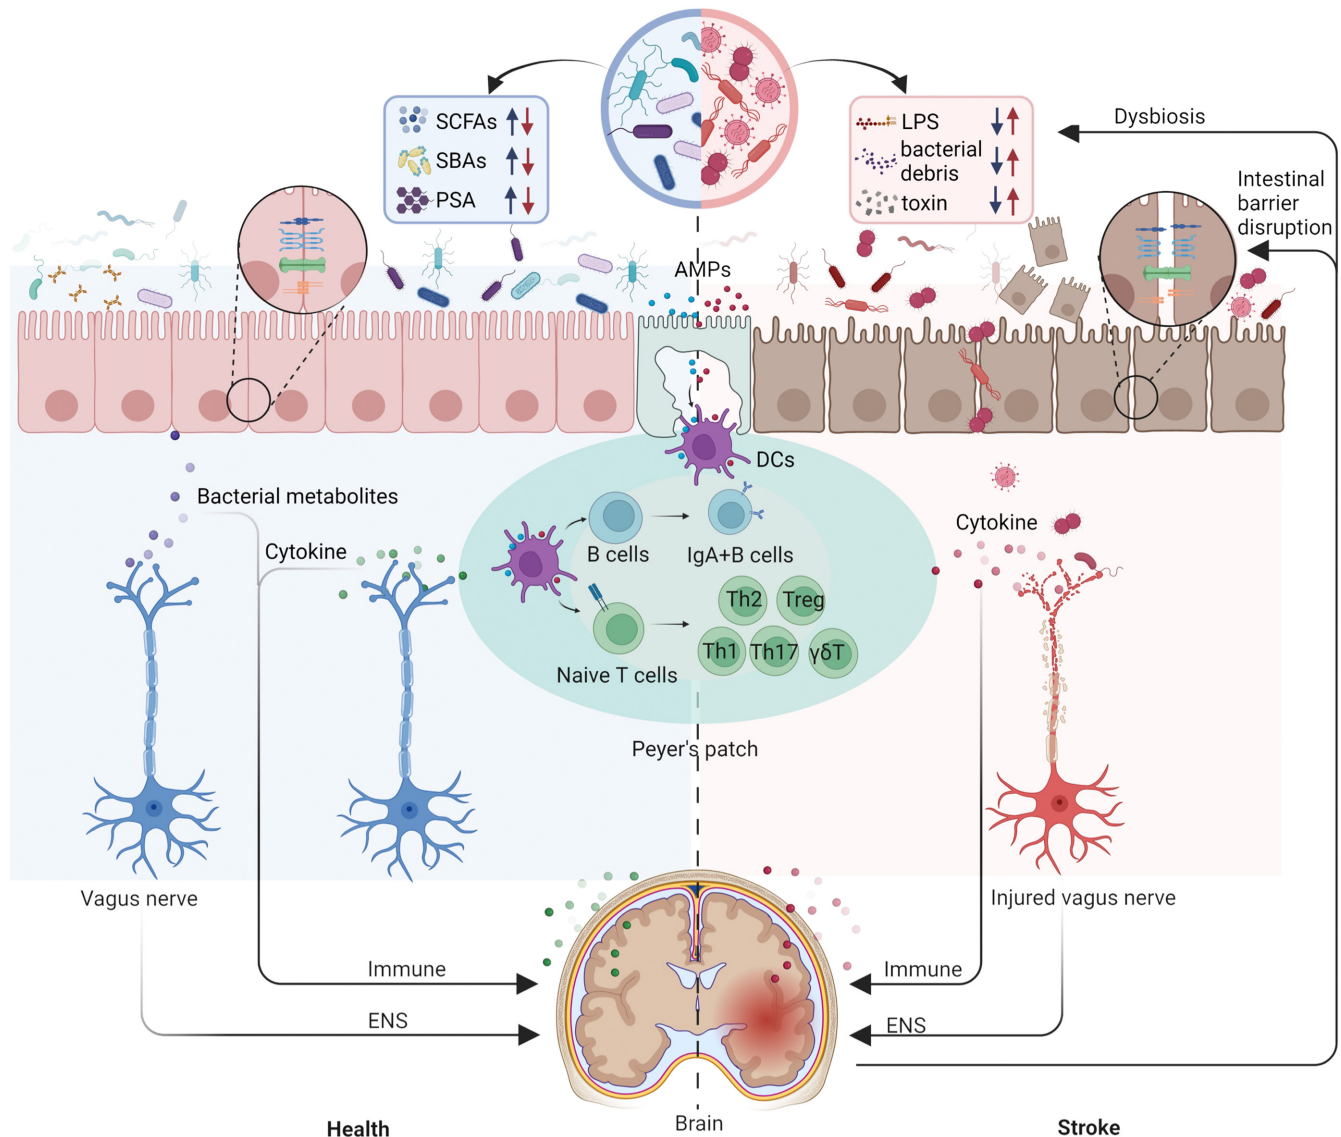 SCFAs
SBAs
PSA
LPS
bacterial
debris
toxin
Dysbiosis
Intestinal
barrier
disruption
AMPs
DCs
Bacterial metabolites
Cytokine
Cytokine
B cells
IgA+B cells
Th2
Treg
Th1
Th17
γδT
Naive T cells
Peyer's patch
Vagus nerve
Injured vagus nerve
Immune
Immune
ENS
ENS
Brain
Health
Stroke